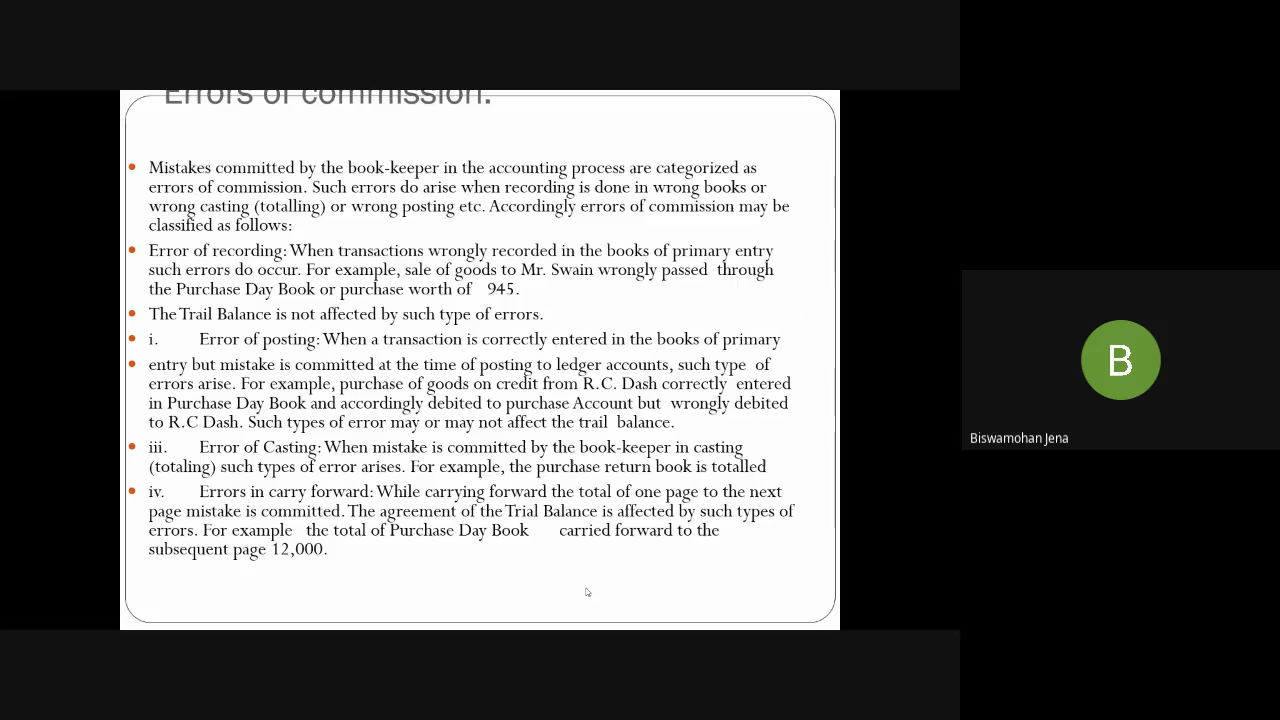 Errors of commission.
• Mistakes committed by the book-keeper in the accounting process are categorized as
errors of commission. Such errors do arise when recording is done in wrong books or
wrong casting (totalling) or wrong posting etc. Accordingly errors of commission may be
classified as follows:
• Error of recording: When transactions wrongly recorded in the books of primary entry
such errors do occur. For example, sale of goods to Mr. Swain wrongly passed through
the Purchase Day Book or purchase worth of 945.
• The Trail Balance is not affected by such type of errors.
• i. Error of posting: When a transaction is correctly entered in the books of primary
• entry but mistake is committed at the time of posting to ledger accounts, such type of
errors arise. For example, purchase of goods on credit from R.C. Dash correctly entered
in Purchase Day Book and accordingly debited to purchase Account but wrongly debited
to R.C Dash. Such types of error may or may not affect the trail balance.
• iii. Error of Casting: When mistake is committed by the book-keeper in casting
(totaling) such types of error arises. For example, the purchase return book is totalled
• iv. Errors in carry forward: While carrying forward the total of one page to the next
page mistake is committed. The agreement of the Trial Balance is affected by such types of
errors. For example the total of Purchase Day Book carried forward to the
subsequent page 12,000.
B
Biswamohan Jena